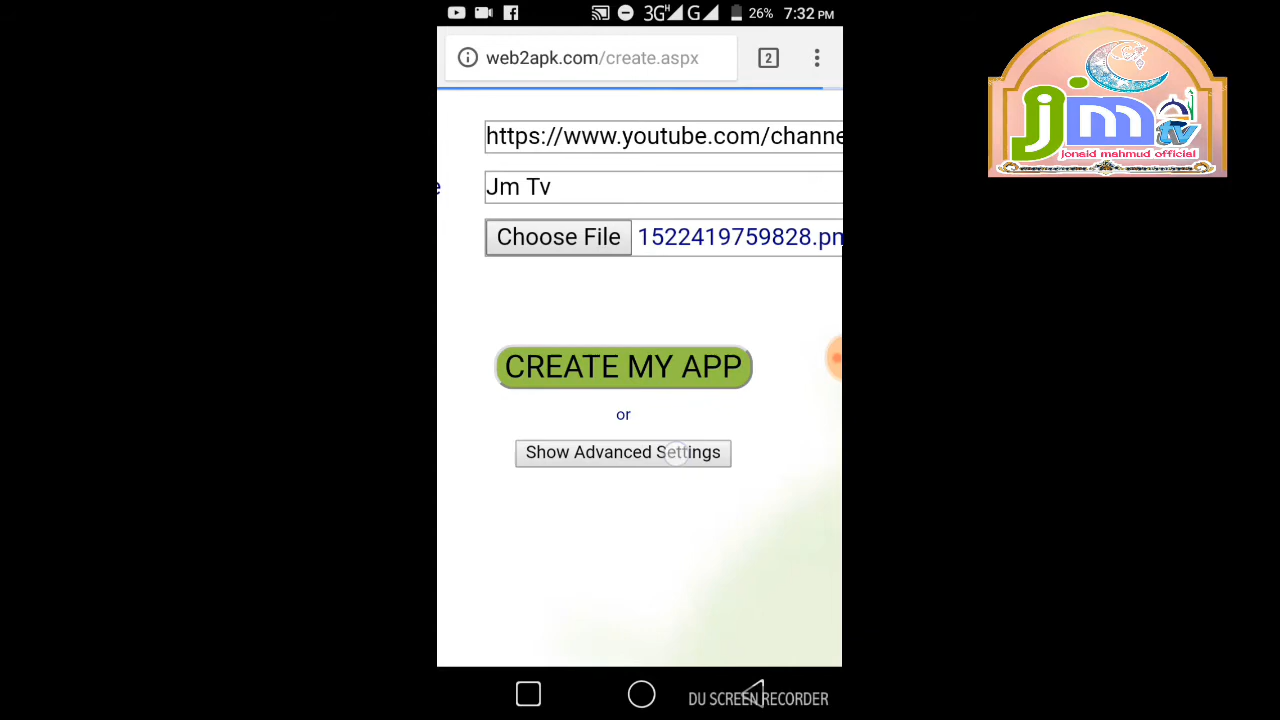 3G H G 26% 7:32 PM
web2apk.com/create.aspx 2
https://www.youtube.com/channe
e Jm Tv
Choose File 1522419759828.pn
CREATE MY APP
or
Show Advanced Settings
DU SCREEN RECORDER
jm tv
jonaid mahmud official